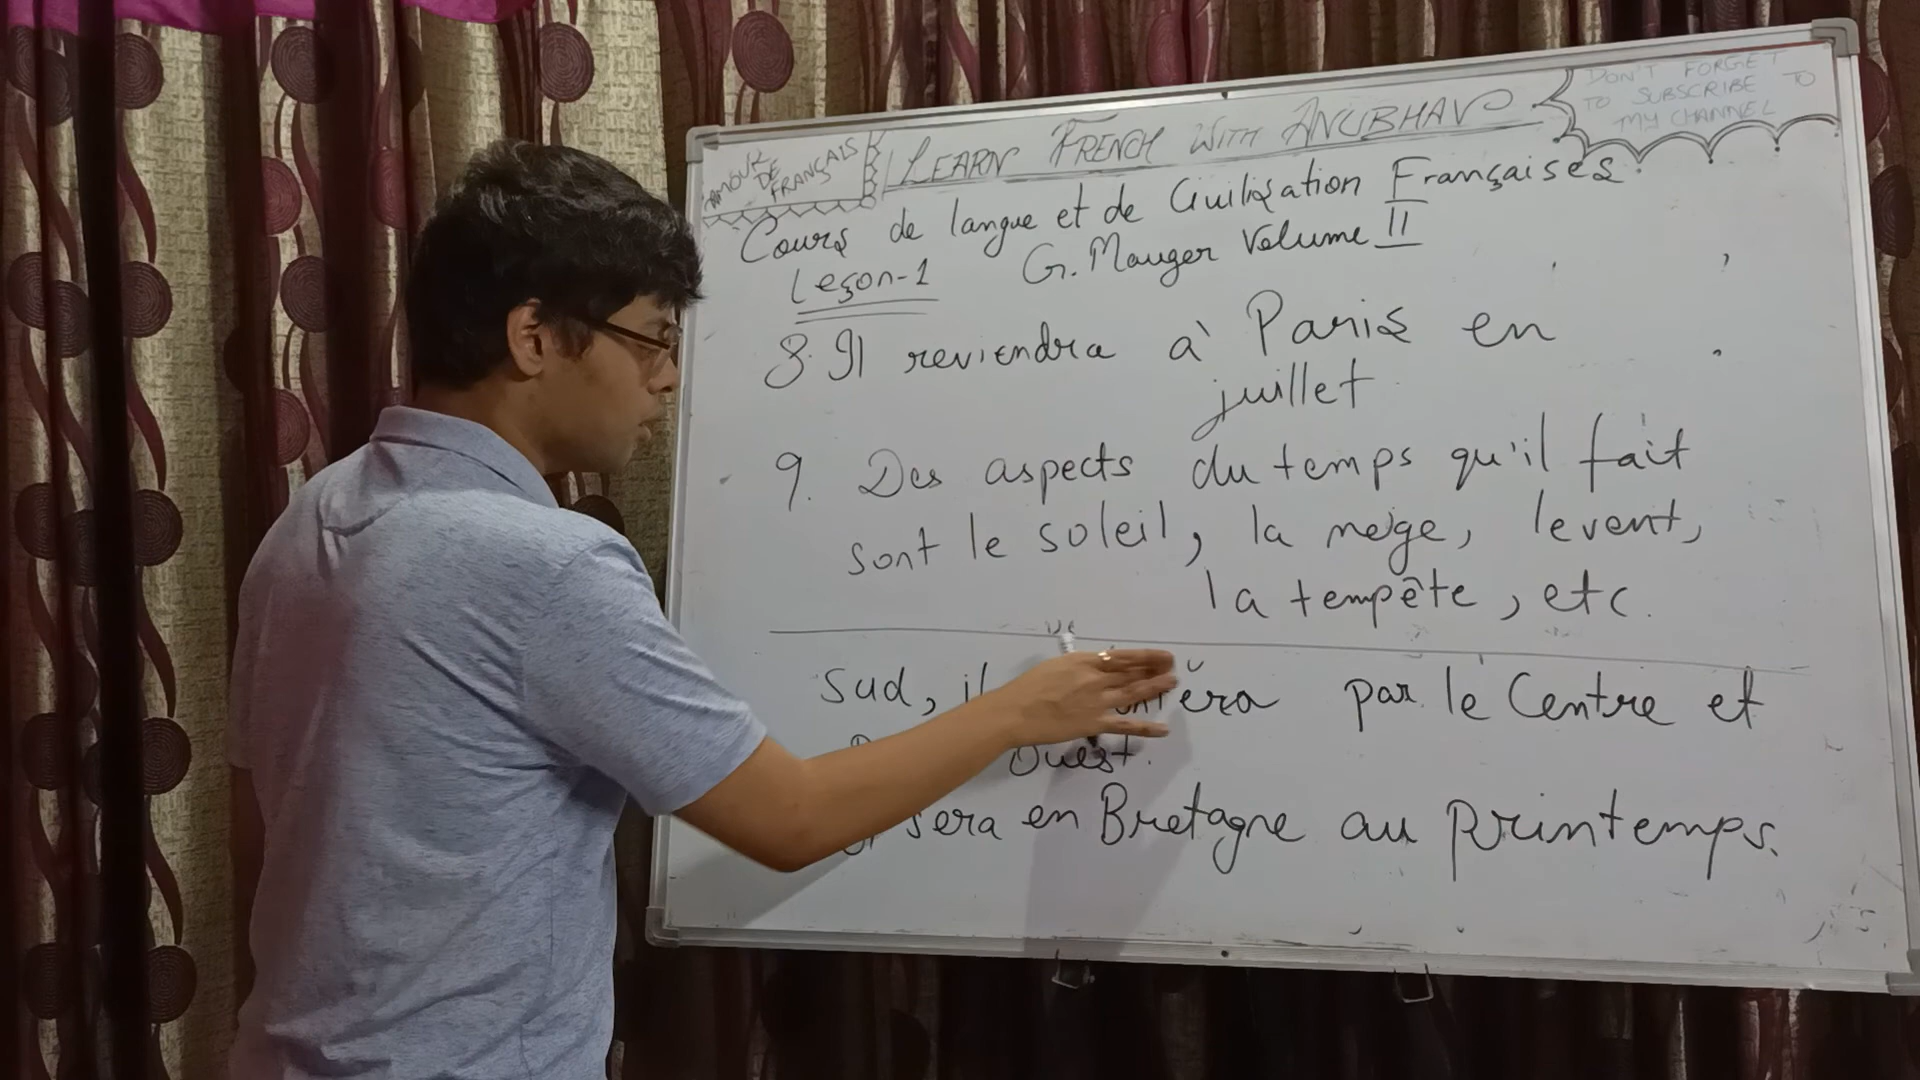 AMOUR DE FRANÇAIS
LEARN FRENCH WITH ANUBHAV
DON'T FORGET
TO SUBSCRIBE TO
MY CHANNEL
Cours de langue et de Civilisation Françaises
Leçon-1 G. Mauger Volume II
8. Il reviendra à Paris en
juillet.
9. Des aspects du temps qu'il fait
sont le soleil, la neige, le vent,
la tempête, etc.
Sud, il par le Centre et
Ouest.
sera en Bretagne au printemps.